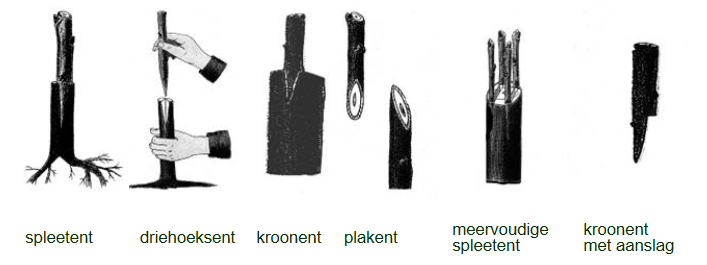 spleetent
driehoeksent
kroonent
plakent
meervoudige
spleetent
kroonent
met aanslag